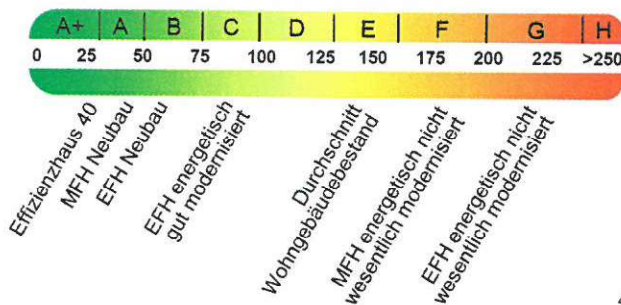 A+ A B C D E F G H
0 25 50 75 100 125 150 175 200 225 >250
Effizienzhaus 40
MFH Neubau
EFH Neubau
EFH energetisch
gut modernisiert
Durchschnitt
Wohngebäudebestand
MFH energetisch nicht
wesentlich modernisiert
EFH energetisch nicht
wesentlich modernisiert